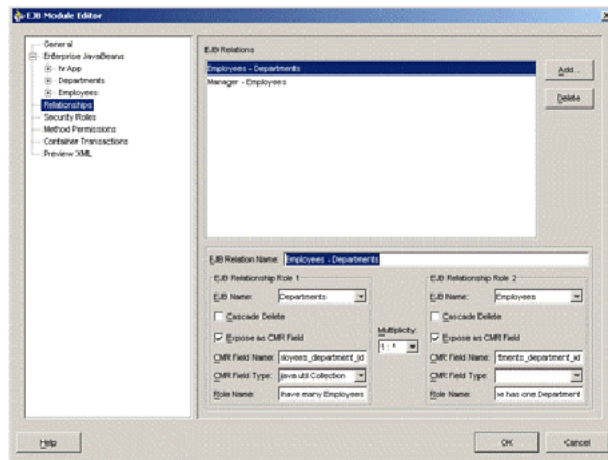 EJB Module Editor
General
Enterprise JavaBeans
hr App
Departments
Employees
Relationships
Security Roles
Method Permissions
Container Transactions
Preview XML
EJB Relations
Employees - Departments
Manager - Employees
Add...
Delete
EJB Relation Name: Employees - Departments
EJB Relationship Role 1
EJB Name: Departments
Cascade Delete
Expose as CMR Field
CMR Field Name: oloyees_department_id
CMR Field Type: java.util.Collection
Role Name: have many Employees
Multiplicity:
EJB Relationship Role 2
EJB Name: Employees
Cascade Delete
Expose as CMR Field
CMR Field Name: tments_department_id
CMR Field Type:
Role Name: has one Department
Help
OK
Cancel